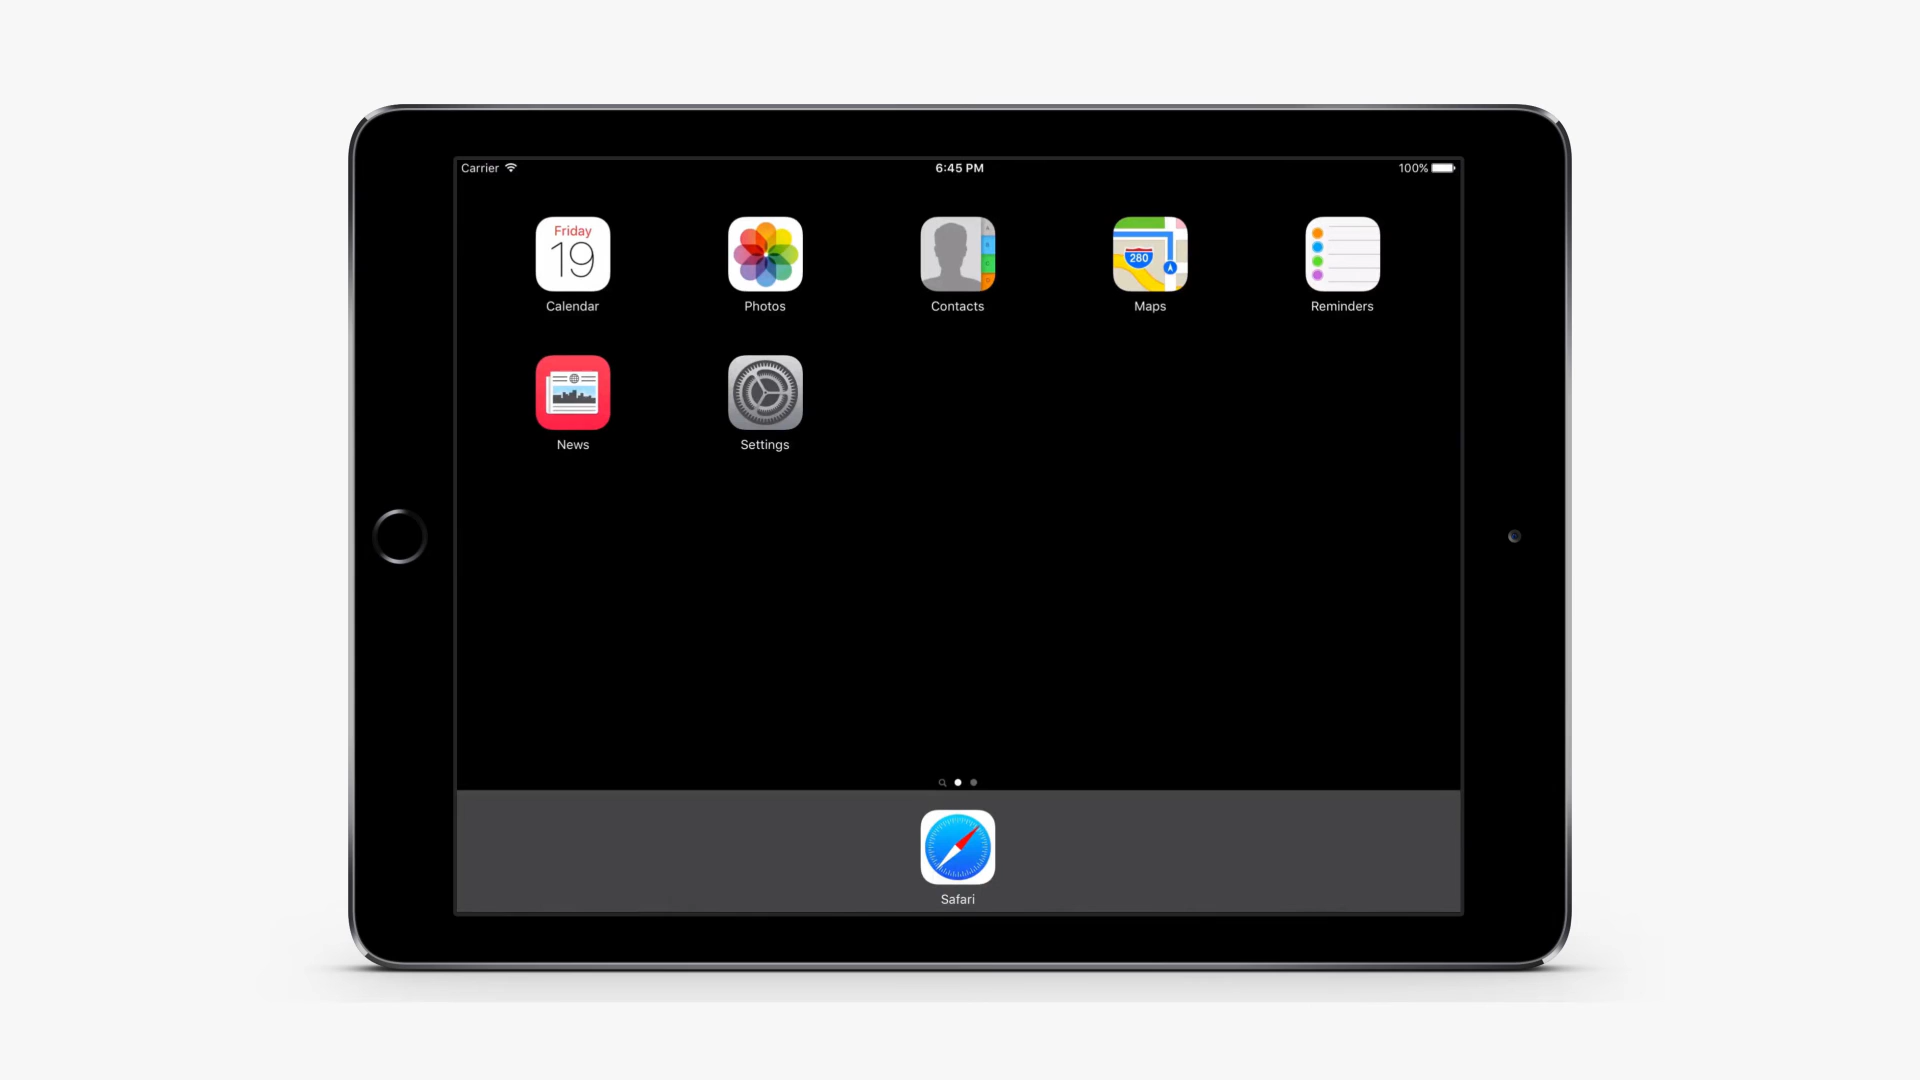 Carrier
6:45 PM
100%
Friday
19
280
Calendar
Photos
Contacts
Maps
Reminders
News
Settings
Safari